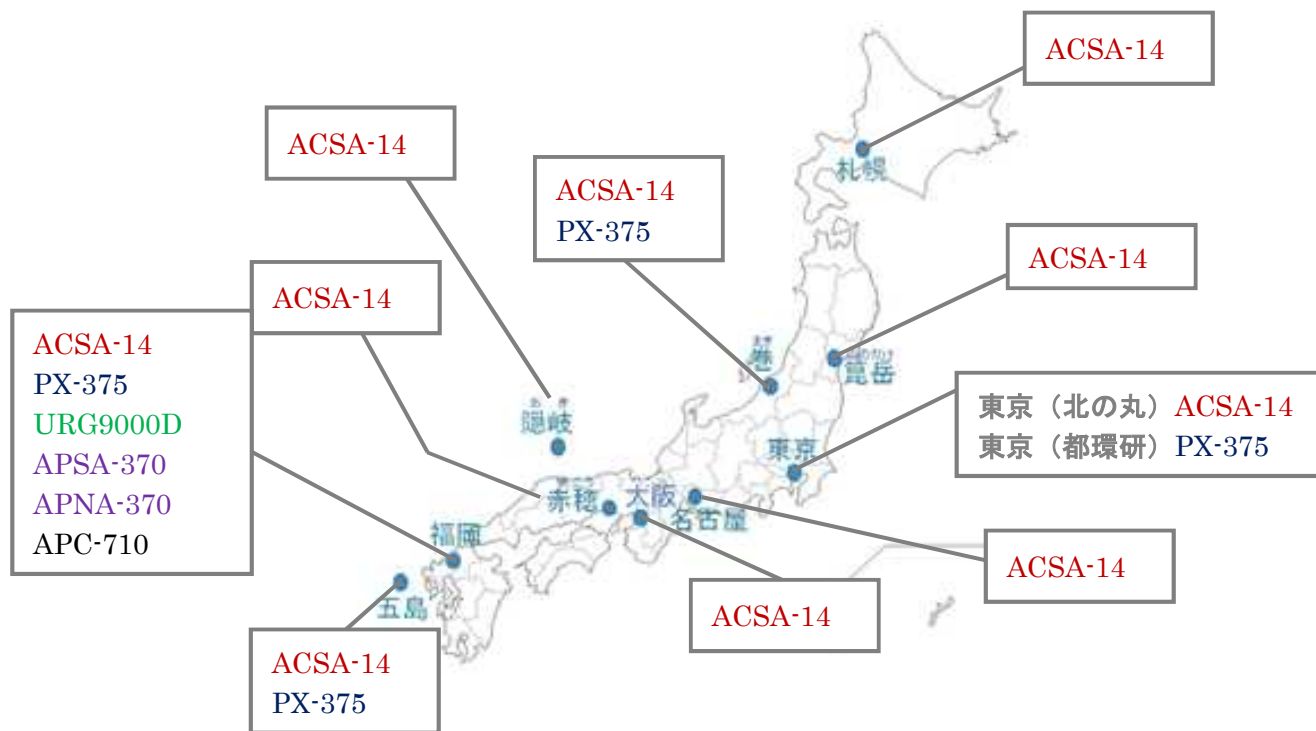 ACSA-14
札幌
ACSA-14
ACSA-14
PX-375
ACSA-14
ACSA-14
ACSA-14
PX-375
URG9000D
APSA-370
APNA-370
APC-710
巻
篦岳
隠岐
東京（北の丸）ACSA-14
東京（都環研）PX-375
東京
赤穂
大阪
名古屋
福岡
五島
ACSA-14
ACSA-14
ACSA-14
PX-375